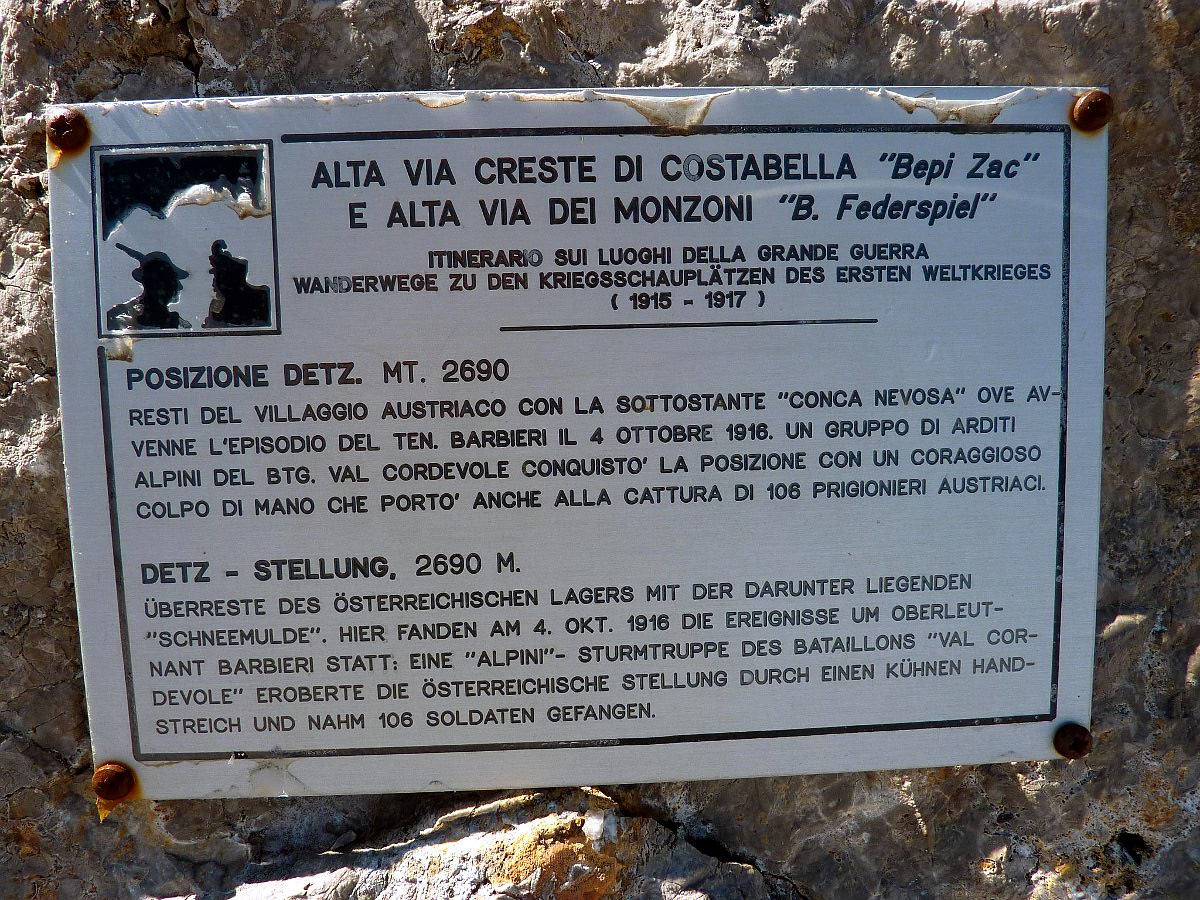 ALTA VIA CRESTE DI COSTABELLA "Bepi Zac"
E ALTA VIA DEI MONZONI "B. Federspiel"
ITINERARIO SUI LUOGHI DELLA GRANDE GUERRA
WANDERWEGE ZU DEN KRIEGSSCHAUPLÄTZEN DES ERSTEN WELTKRIEGES
( 1915 - 1917 )
POSIZIONE DETZ. MT. 2690
RESTI DEL VILLAGGIO AUSTRIACO CON LA SOTTOSTANTE "CONCA NEVOSA" OVE AV-
VENNE L'EPISODIO DEL TEN. BARBIERI IL 4 OTTOBRE 1916. UN GRUPPO DI ARDITI
ALPINI DEL BTG. VAL CORDEVOLE CONQUISTO' LA POSIZIONE CON UN CORAGGIOSO
COLPO DI MANO CHE PORTO' ANCHE ALLA CATTURA DI 106 PRIGIONIERI AUSTRIACI.
DETZ - STELLUNG, 2690 M.
ÜBERRESTE DES ÖSTERREICHISCHEN LAGERS MIT DER DARUNTER LIEGENDEN
"SCHNEEMULDE". HIER FANDEN AM 4. OKT. 1916 DIE EREIGNISSE UM OBERLEUT-
NANT BARBIERI STATT: EINE "ALPINI"- STURMTRUPPE DES BATAILLONS "VAL COR-
DEVOLE" EROBERTE DIE ÖSTERREICHISCHE STELLUNG DURCH EINEN KÜHNEN HAND-
STREICH UND NAHM 106 SOLDATEN GEFANGEN.